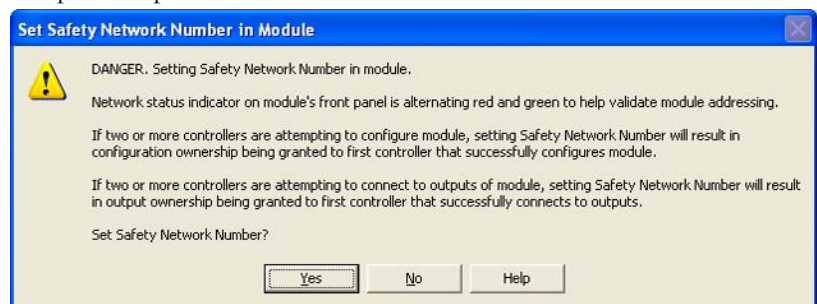 Set Safety Network Number in Module
DANGER. Setting Safety Network Number in module.
Network status indicator on module's front panel is alternating red and green to help validate module addressing.
If two or more controllers are attempting to configure module, setting Safety Network Number will result in
configuration ownership being granted to first controller that successfully configures module.
If two or more controllers are attempting to connect to outputs of module, setting Safety Network Number will result
in output ownership being granted to first controller that successfully connects to outputs.
Set Safety Network Number?
Yes No Help